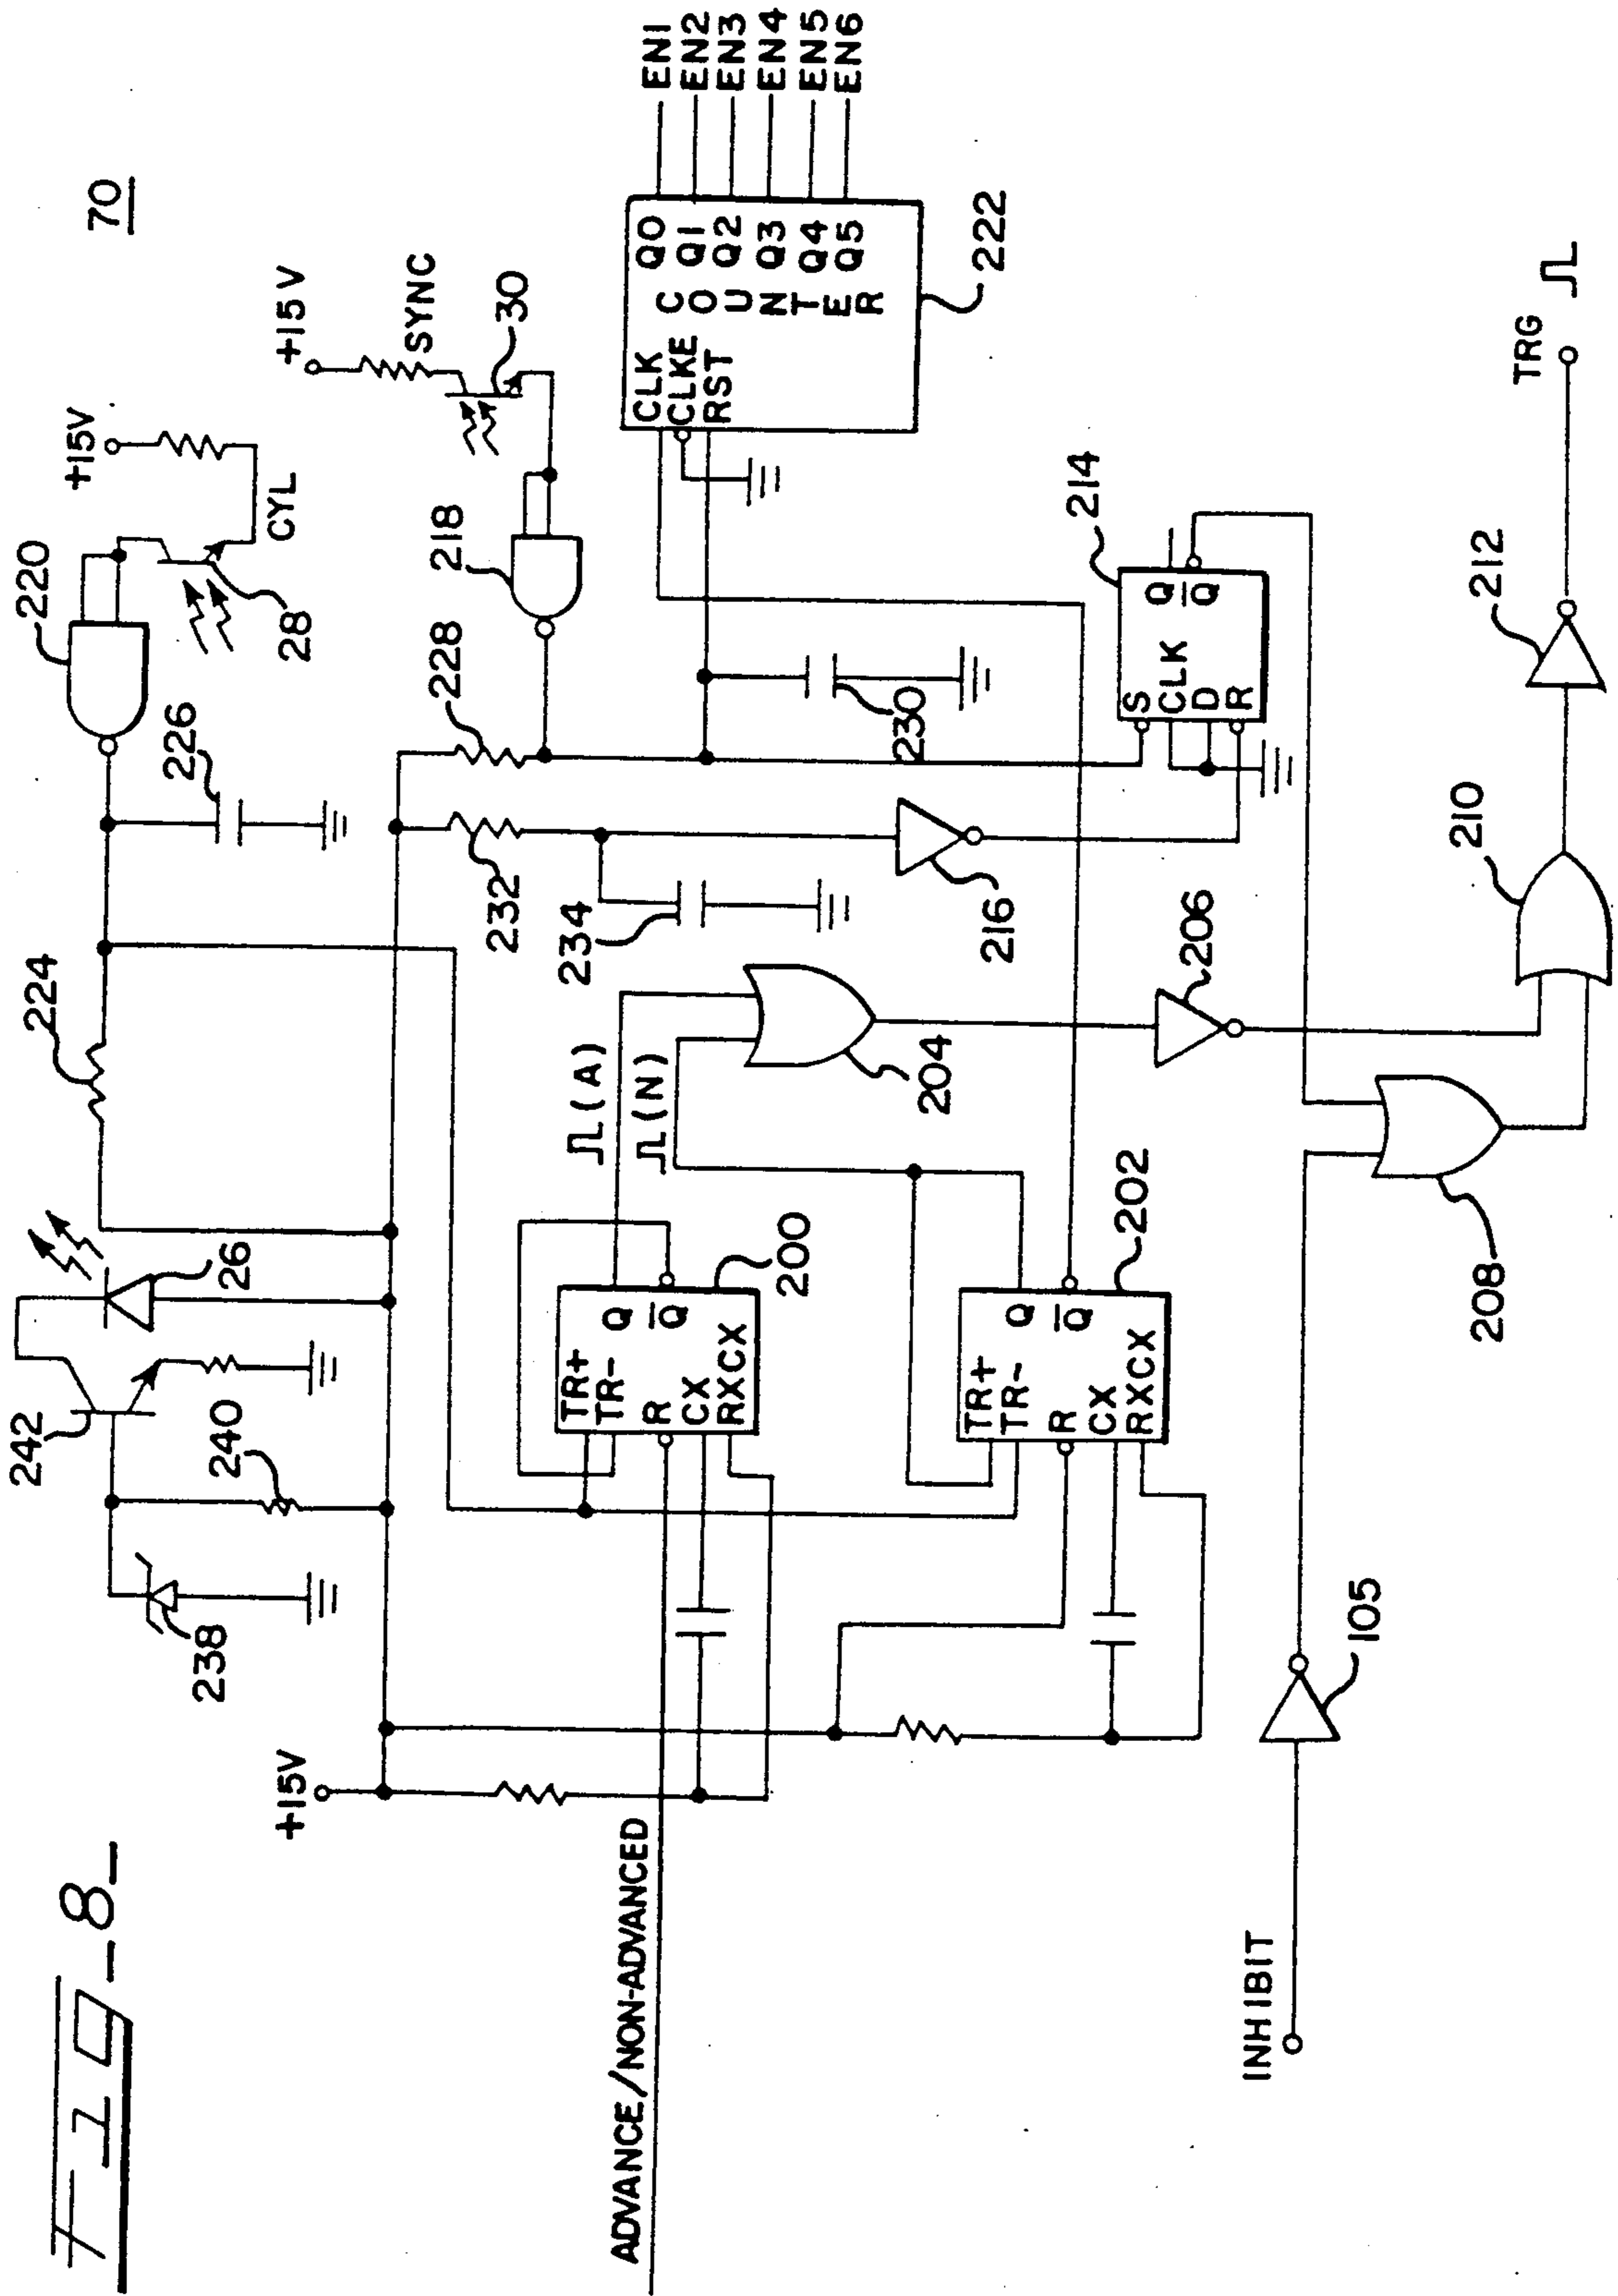 FIG_8_
70
+15V
CYL
28
220
226
224
26
242
240
238
+15V
SYNC
30
218
228
232
234
216
230
EN1
EN2
EN3
EN4
EN5
EN6
CLK
CLKE
RST
COUNTER
Q0
Q1
Q2
Q3
Q4
Q5
222
+15V
ADVANCE/NON-ADVANCED
TR+
TR-
R
CX
RXCX
Q
Q̅
200
(A)
(N)
204
206
TR+
TR-
R
CX
RXCX
Q
Q̅
202
S
CLK
D
R
Q
Q̅
214
INHIBIT
105
208
210
212
TRG